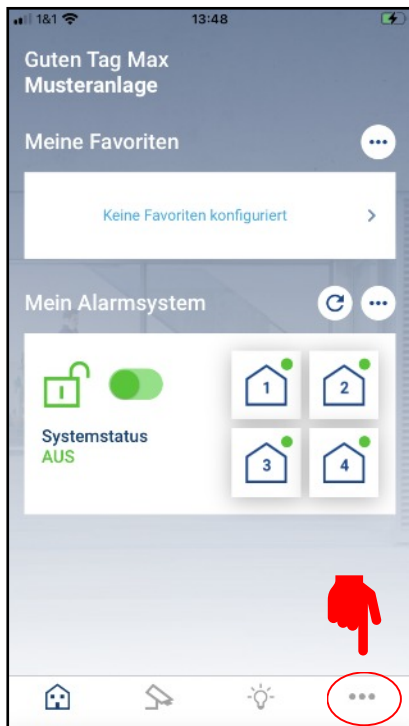 1&1 13:48
Guten Tag Max
Musteranlage
Meine Favoriten
Keine Favoriten konfiguriert
Mein Alarmsystem
1 2
Systemstatus
AUS
3 4